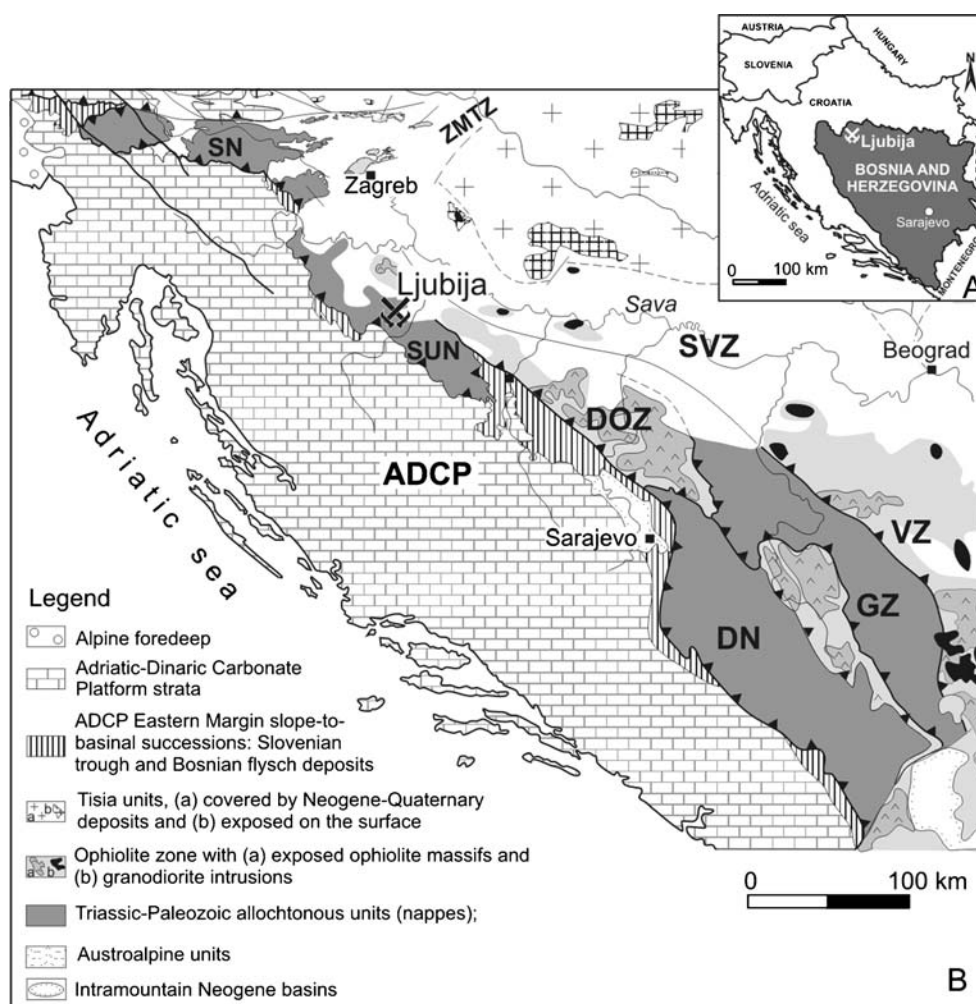 AUSTRIA
HUNGARY
SLOVENIA
N
CROATIA
Ljubija
BOSNIA AND
HERZEGOVINA
Adriatic sea
Sarajevo
MONTENEGRO
0 100 km
A
ZMTZ
SN
Zagreb
Ljubija
Sava
SUN
SVZ
Beograd
DOZ
Adriatic sea
ADCP
Sarajevo
VZ
GZ
DN
Legend
Alpine foredeep
Adriatic-Dinaric Carbonate
Platform strata
ADCP Eastern Margin slope-to-
basinal successions: Slovenian
trough and Bosnian flysch deposits
a b
Tisia units, (a) covered by Neogene-Quaternary
deposits and (b) exposed on the surface
a b
Ophiolite zone with (a) exposed ophiolite massifs and
(b) granodiorite intrusions
Triassic-Paleozoic allochtonous units (nappes);
Austroalpine units
Intramountain Neogene basins
0 100 km
B